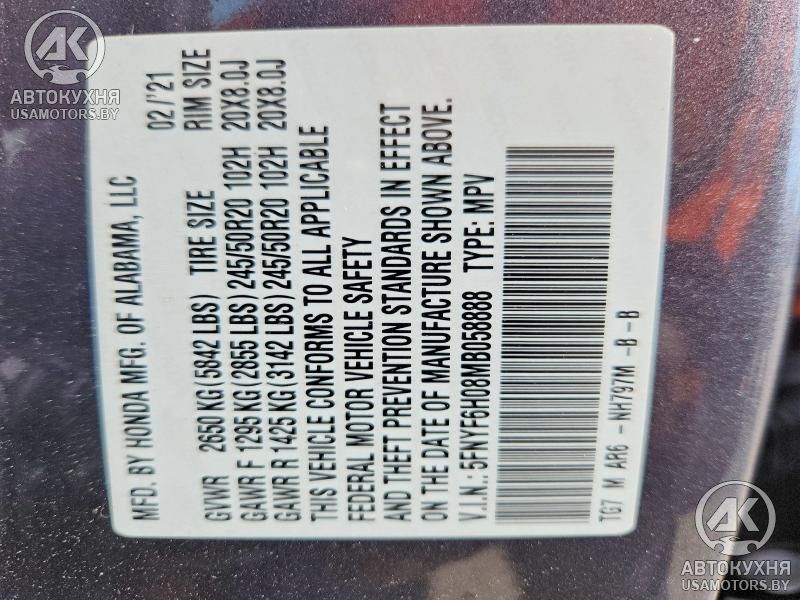 MFD. BY HONDA MFG. OF ALABAMA, LLC 02/'21
GVWR 2650 KG(5842 LBS) TIRE SIZE RIM SIZE
GAWR F 1295 KG(2855 LBS)245/50R20 102H 20X8.0J
GAWR R 1425 KG(3142 LBS)245/50R20 102H 20X8.0J
THIS VEHICLE CONFORMS TO ALL APPLICABLE
FEDERAL MOTOR VEHICLE SAFETY
AND THEFT PREVENTION STANDARDS IN EFFECT
ON THE DATE OF MANUFACTURE SHOWN ABOVE.
V.I.N.: 5FNYF6H08MB058888 TYPE: MPV
TG7 M AR6 -NH797M -B -B
АК
АВТОКУХНЯ
USAMOTORS.BY
АК
АВТОКУХНЯ
USAMOTORS.BY